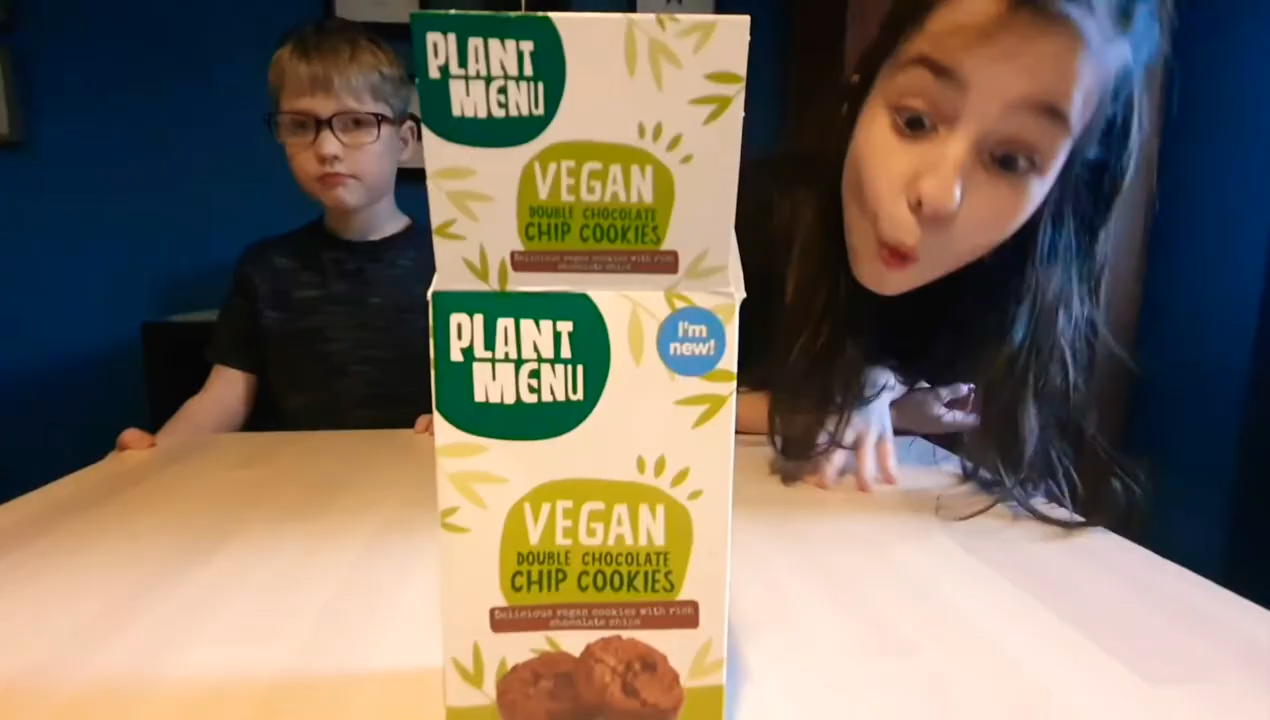 PLANT
MENU
VEGAN
DOUBLE CHOCOLATE
CHIP COOKIES
Delicious vegan cookies with rich
chocolate chips
PLANT
MENU
I'm
new!
VEGAN
DOUBLE CHOCOLATE
CHIP COOKIES
Delicious vegan cookies with rich
chocolate chips